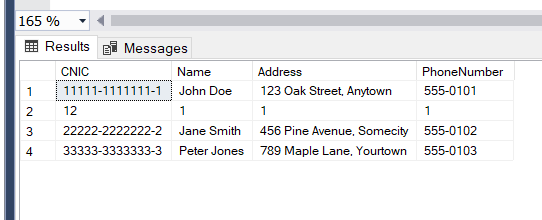 165 %
Results Messages
CNIC Name Address PhoneNumber
1 11111-1111111-1 John Doe 123 Oak Street, Anytown 555-0101
2 12 1 1 1
3 22222-2222222-2 Jane Smith 456 Pine Avenue, Somecity 555-0102
4 33333-3333333-3 Peter Jones 789 Maple Lane, Yourtown 555-0103